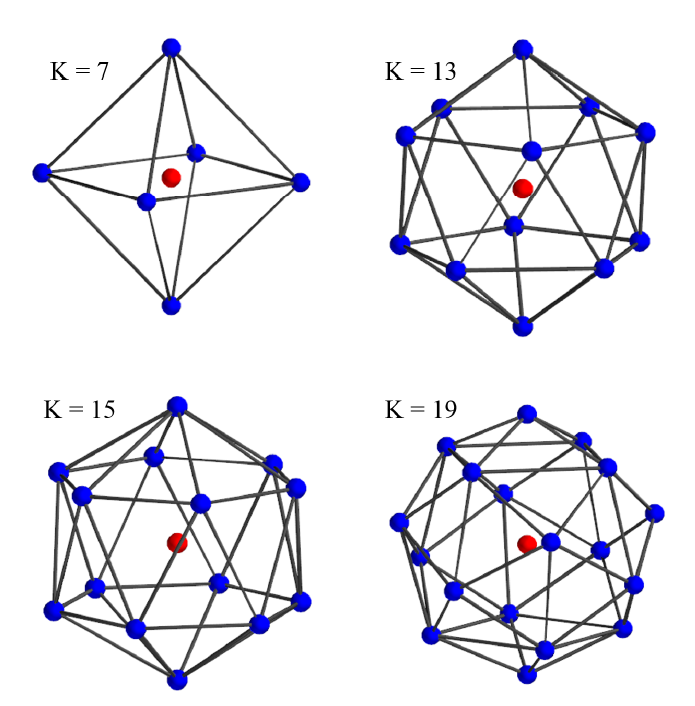 K = 7
K = 13
K = 15
K = 19